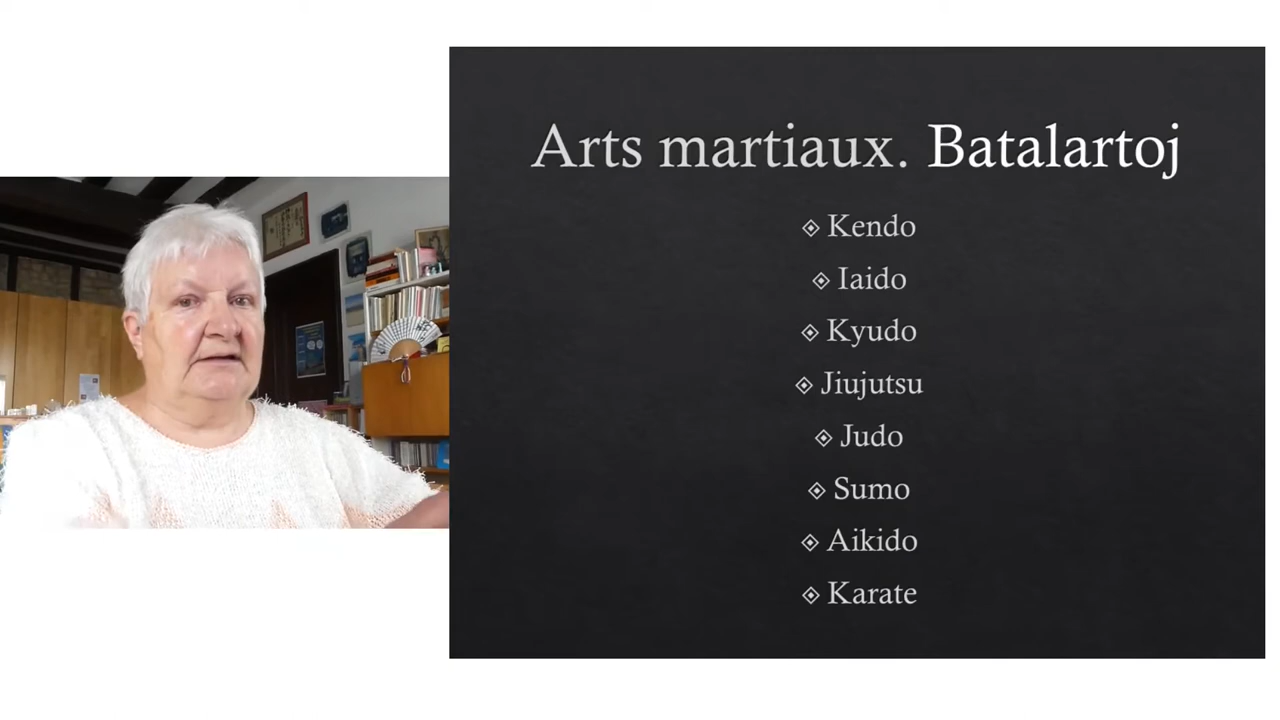 Arts martiaux. Batalartoj
Kendo
Iaido
Kyudo
Jiujutsu
Judo
Sumo
Aikido
Karate